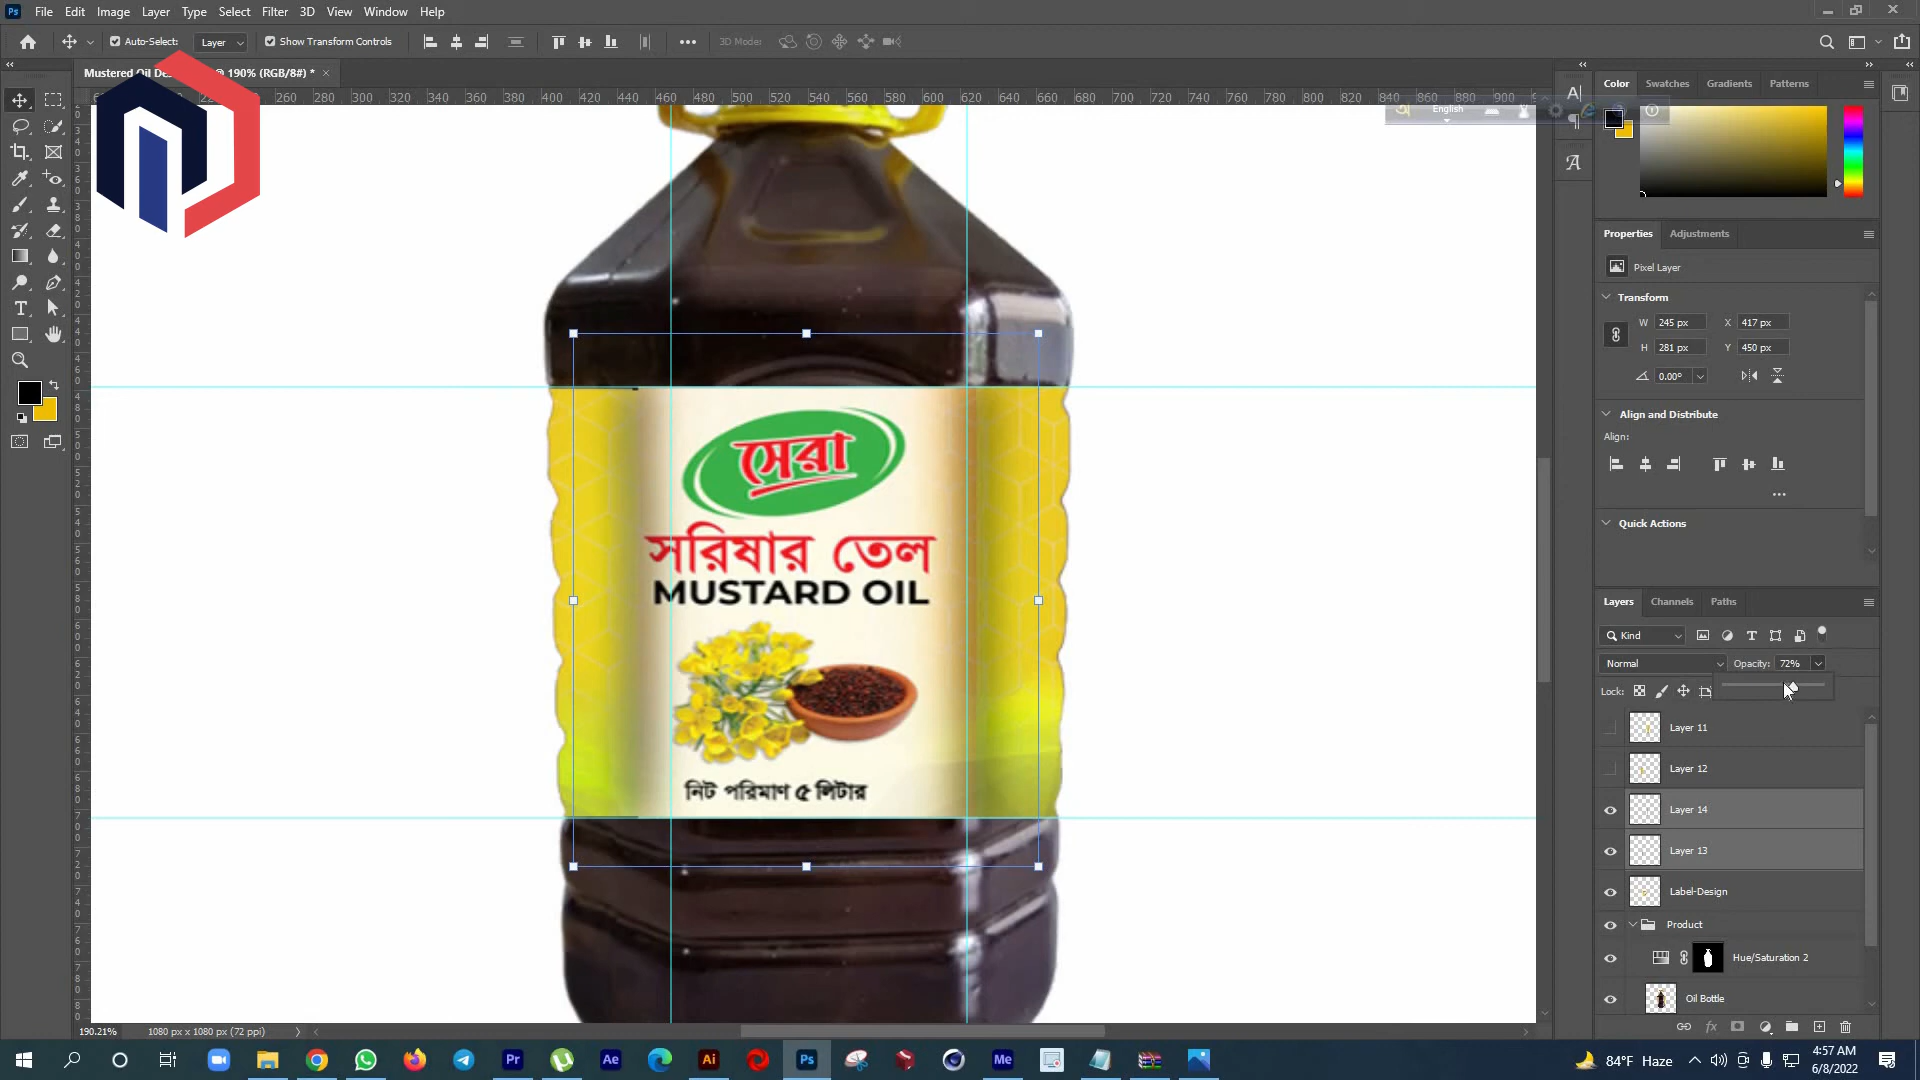 File Edit Image Layer Type Select Filter 3D View Window Help
Auto-Select: Layer Show Transform Controls 3D Mode:
@ 190% (RGB/8#) *
260 280 300 320 340 360 380 400 420 440 460 480 500 520 540 560 580 600 620 640 660 680 700 720 740 760 780 800 820 840 860 880 900
English
Color Swatches Gradients Patterns
Properties Adjustments
Pixel Layer
Transform
W 245 px X 417 px
H 281 px Y 450 px
0.00°
Align and Distribute
Align:
Quick Actions
সেরা
সরিষার তেল
MUSTARD OIL
নিট পরিমাণ ৫ লিটার
Layers Channels Paths
Kind
Normal Opacity: 72%
Lock:
Layer 11
Layer 12
Layer 14
Layer 13
Label-Design
Product
Hue/Saturation 2
Oil Bottle
190.21% 1080 px x 1080 px (72 ppi)
84°F Haze
4:57 AM
6/8/2022